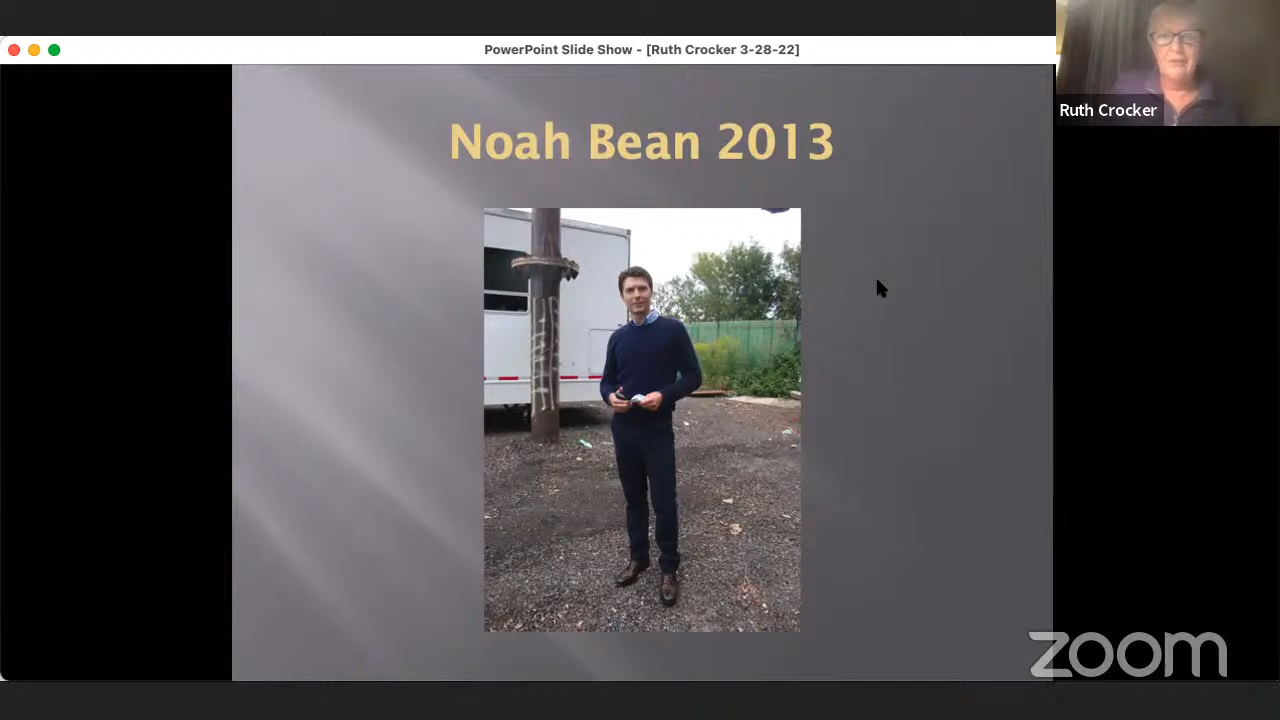 PowerPoint Slide Show - [Ruth Crocker 3-28-22]
Ruth Crocker
Noah Bean 2013
zoom